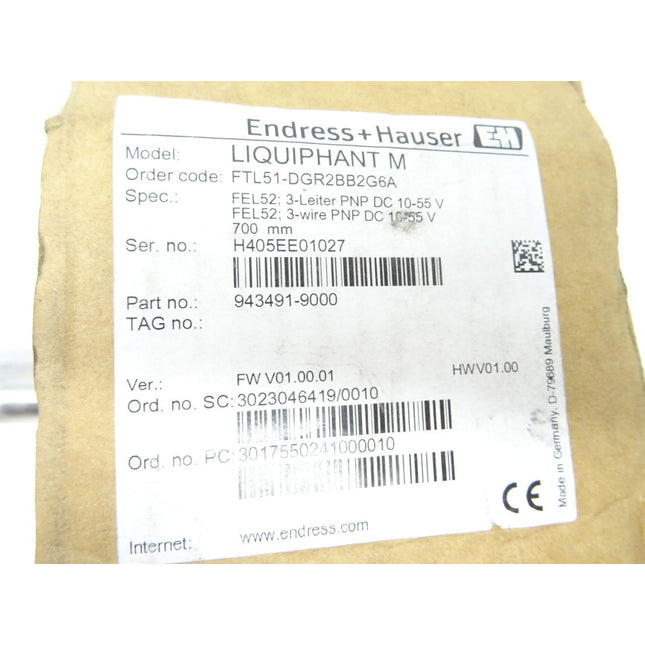 Endress+Hauser EH
Model: LIQUIPHANT M
Order code: FTL51-DGR2BB2G6A
Spec.: FEL52; 3-Leiter PNP DC 10-55 V
FEL52; 3-wire PNP DC 10-55 V
700 mm
Ser. no.: H405EE01027
Part no.: 943491-9000
TAG no.:
Ver.: FW V01.00.01 HWV01.00
Ord. no. SC: 3023046419/0010
Ord. no. PC: 3017550241000010
Internet: www.endress.com
CE
Made in Germany, D-79689 Maulburg